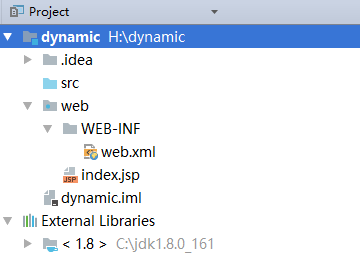 Project
dynamic H:\dynamic
.idea
src
web
WEB-INF
web.xml
JSP index.jsp
dynamic.iml
External Libraries
< 1.8 > C:\jdk1.8.0_161